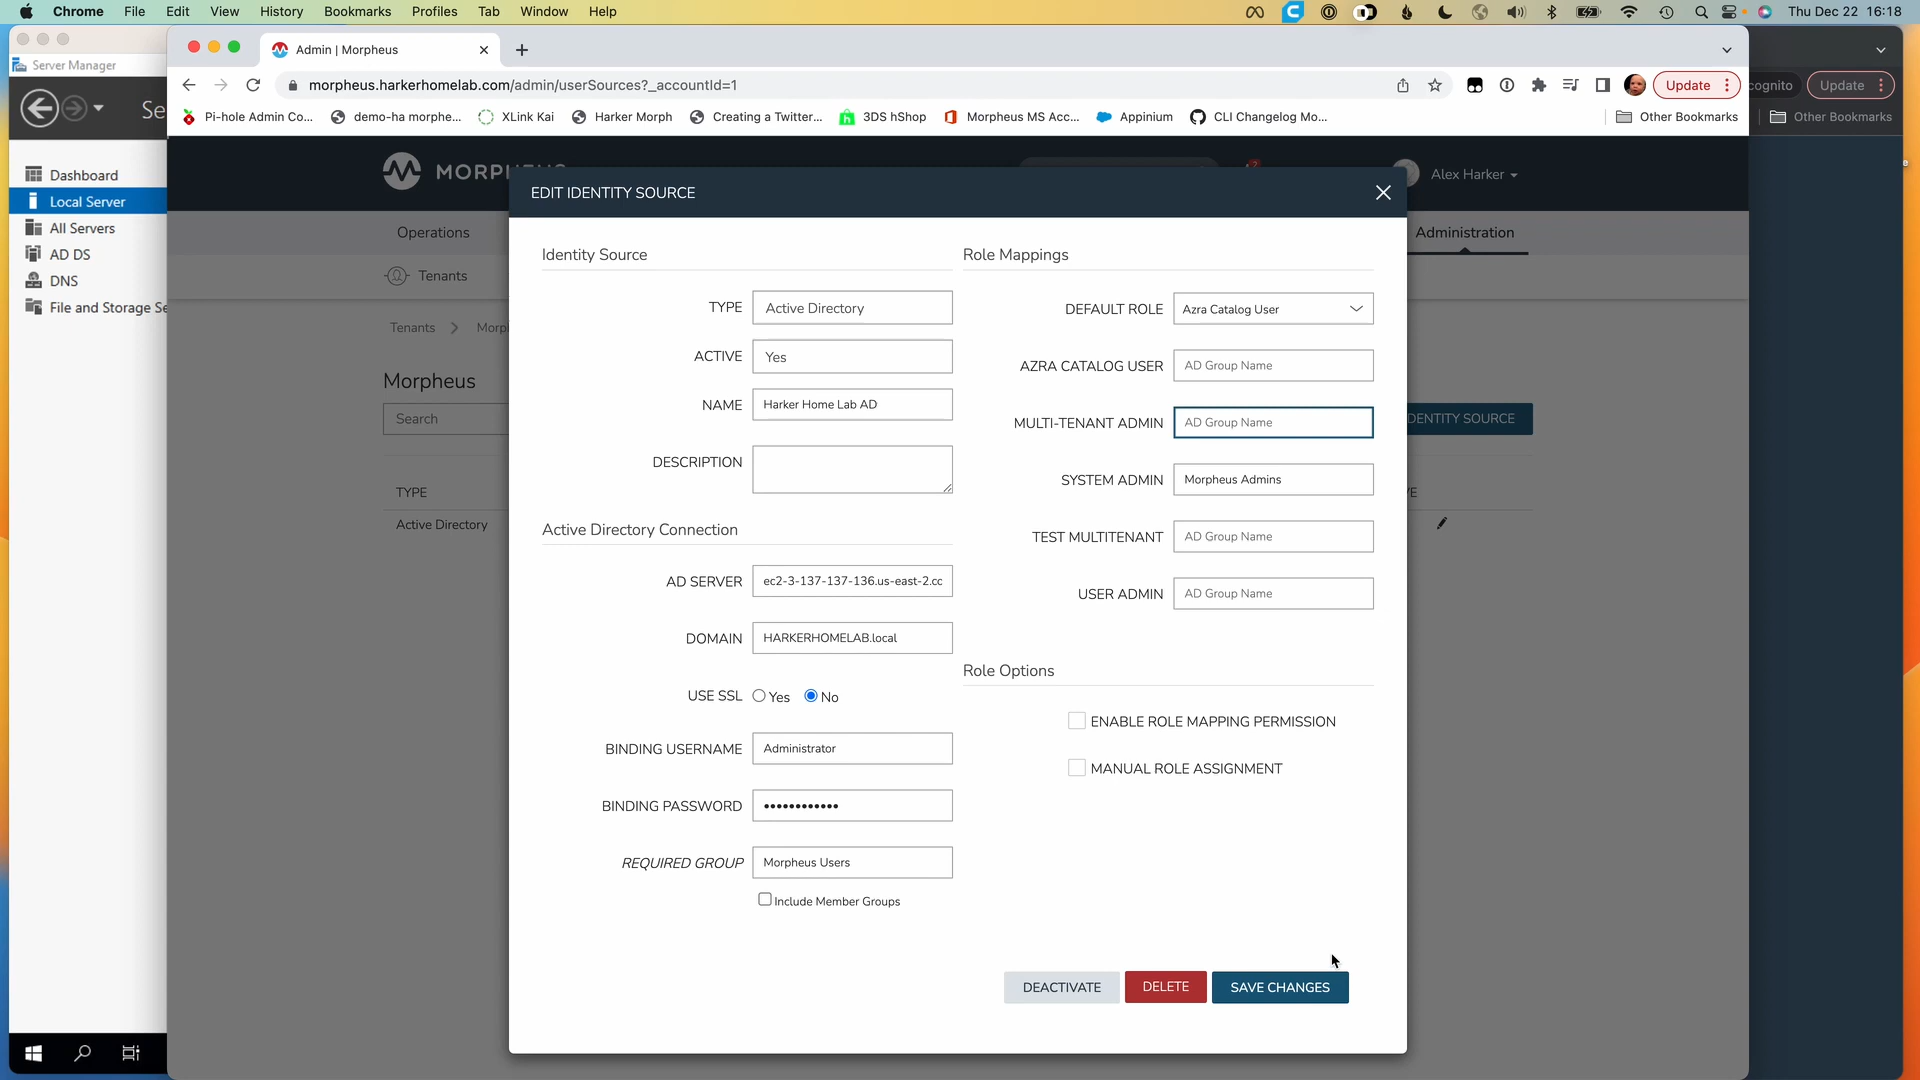 Chrome File Edit View History Bookmarks Profiles Tab Window Help Thu Dec 22 16:18
Server Manager
Admin | Morpheus
morpheus.harkerhomelab.com/admin/userSources?_accountId=1
Update
cognito
Update
Pi-hole Admin Co... demo-ha morphe... XLink Kai Harker Morph Creating a Twitter... 3DS hShop Morpheus MS Acc... Appinium CLI Changelog Mo... Other Bookmarks
Other Bookmarks
Se
Dashboard
Local Server
All Servers
AD DS
DNS
File and Storage Se
Alex Harker
Operations
Administration
Tenants
Tenants > Morp
Morpheus
Search
DENTITY SOURCE
TYPE
Active Directory
EDIT IDENTITY SOURCE
Identity Source
TYPE Active Directory
ACTIVE Yes
NAME Harker Home Lab AD
DESCRIPTION
Active Directory Connection
AD SERVER ec2-3-137-137-136.us-east-2.cc
DOMAIN HARKERHOMELAB.local
USE SSL Yes No
BINDING USERNAME Administrator
BINDING PASSWORD ••••••••••••
REQUIRED GROUP Morpheus Users
Include Member Groups
Role Mappings
DEFAULT ROLE Azra Catalog User
AZRA CATALOG USER AD Group Name
MULTI-TENANT ADMIN AD Group Name
SYSTEM ADMIN Morpheus Admins
TEST MULTITENANT AD Group Name
USER ADMIN AD Group Name
Role Options
ENABLE ROLE MAPPING PERMISSION
MANUAL ROLE ASSIGNMENT
DEACTIVATE DELETE SAVE CHANGES